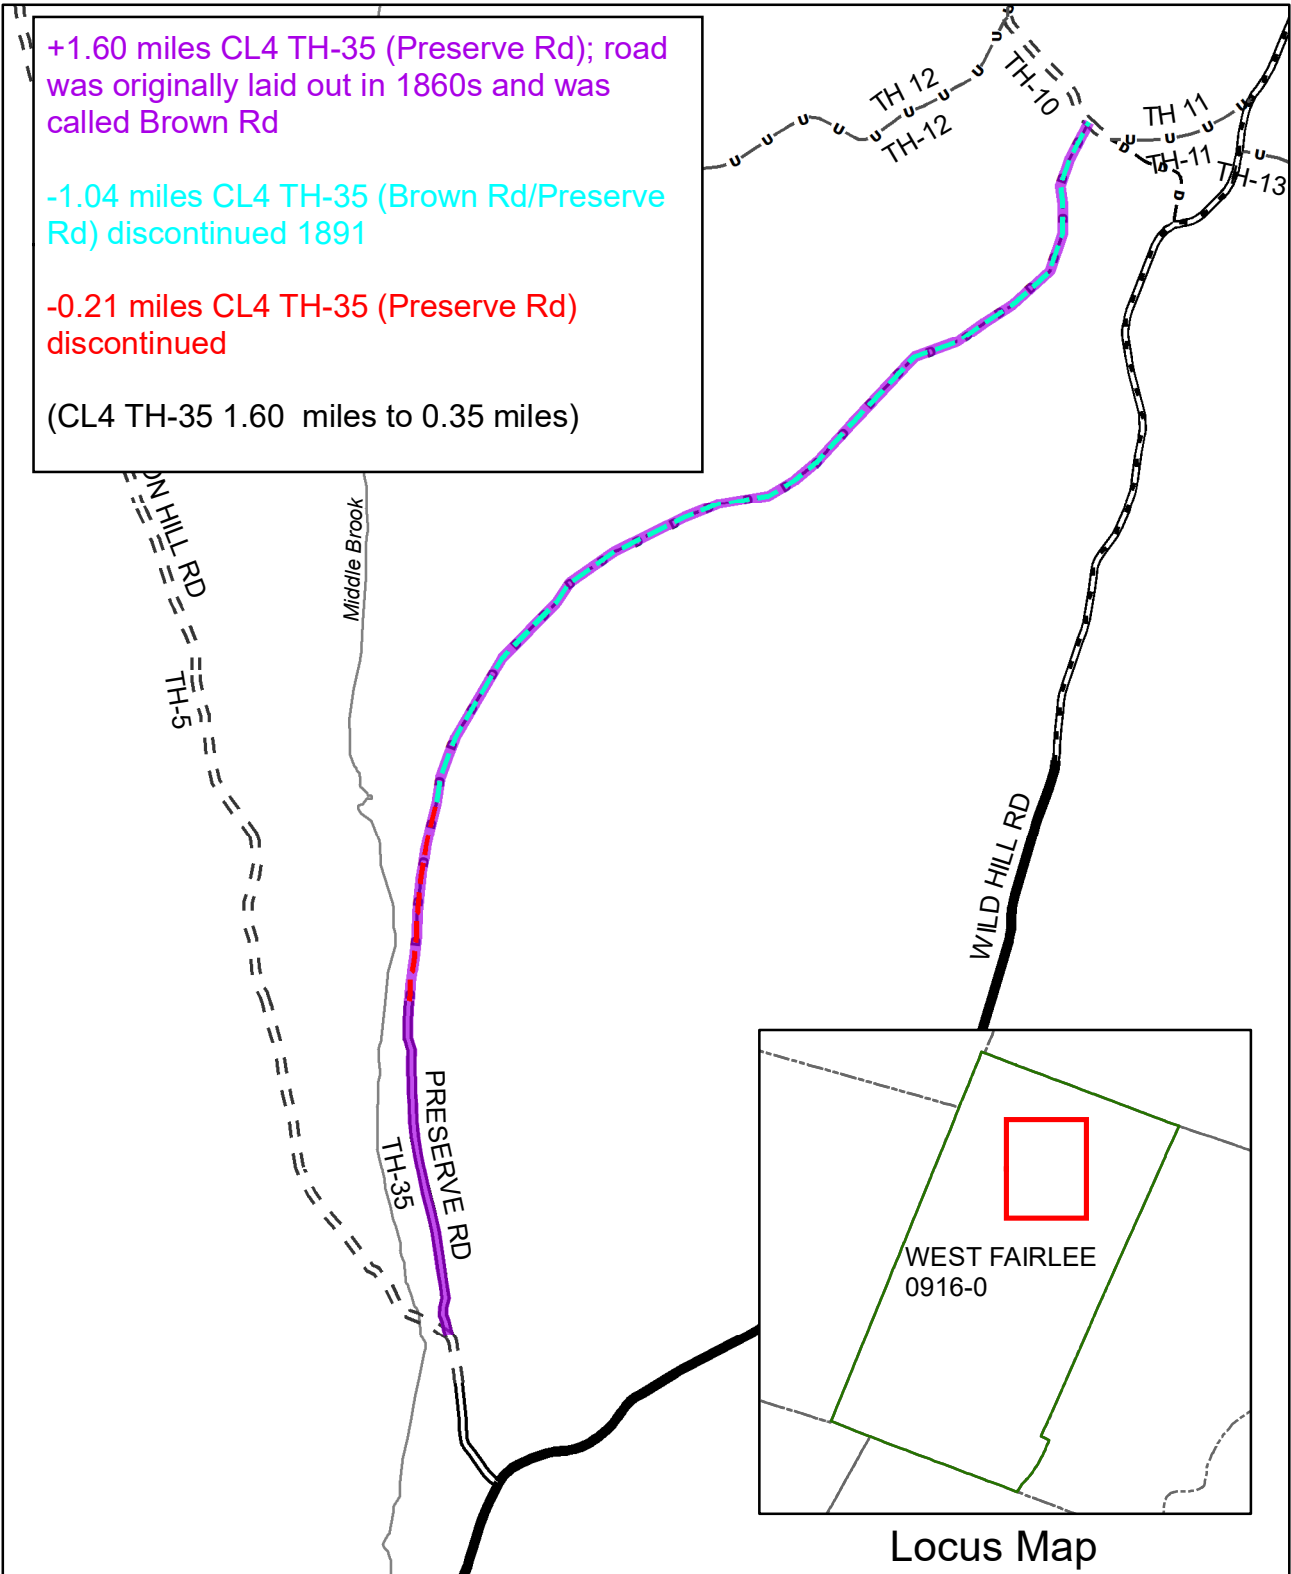 +1.60 miles CL4 TH-35 (Preserve Rd); road
was originally laid out in 1860s and was
called Brown Rd
-1.04 miles CL4 TH-35 (Brown Rd/Preserve
Rd) discontinued 1891
-0.21 miles CL4 TH-35 (Preserve Rd)
discontinued
(CL4 TH-35 1.60  miles to 0.35 miles)
TH 12
TH-12
TH-10
TH 11
TH-11
TH-13
ON HILL RD
TH-5
Middle Brook
WILD HILL RD
PRESERVE RD
TH-35
WEST FAIRLEE
0916-0
Locus Map